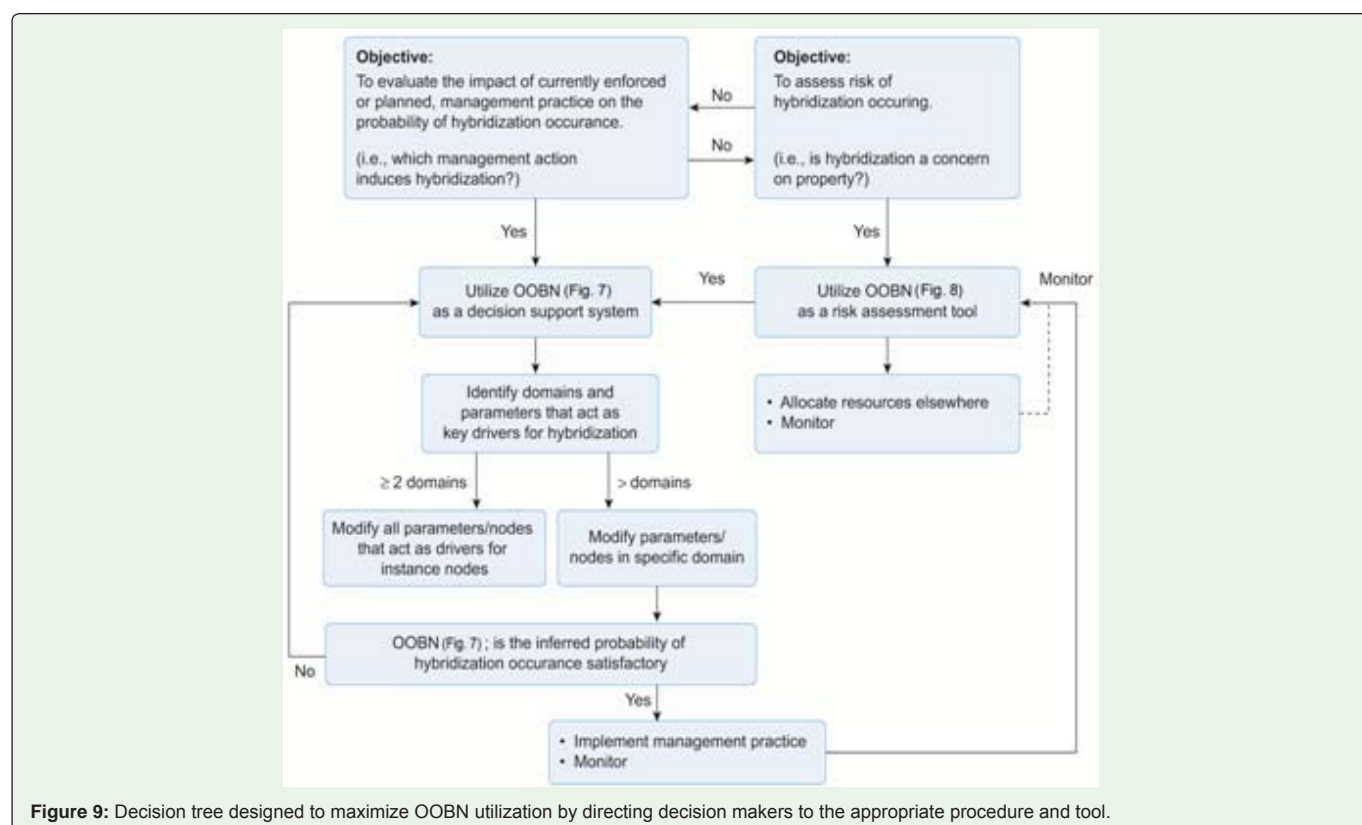 Objective:
To evaluate the impact of currently enforced
or planned, management practice on the
probability of hybridization occurance.
(i.e., which management action
induces hybridization?)
No
No
Objective:
To assess risk of
hybridization occuring.
(i.e., is hybridization a concern
on property?)
Yes
Yes
Utilize OOBN (Fig. 7)
as a decision support system
Yes
Utilize OOBN (Fig. 8)
as a risk assessment tool
Monitor
Identify domains and
parameters that act as
key drivers for hybridization
• Allocate resources elsewhere
• Monitor
≥ 2 domains
> domains
Modify all parameters/nodes
that act as drivers for
instance nodes
Modify parameters/
nodes in specific domain
OOBN (Fig. 7) ; is the inferred probability of
hybridization occurance satisfactory
No
Yes
• Implement management practice
• Monitor
Figure 9: Decision tree designed to maximize OOBN utilization by directing decision makers to the appropriate procedure and tool.